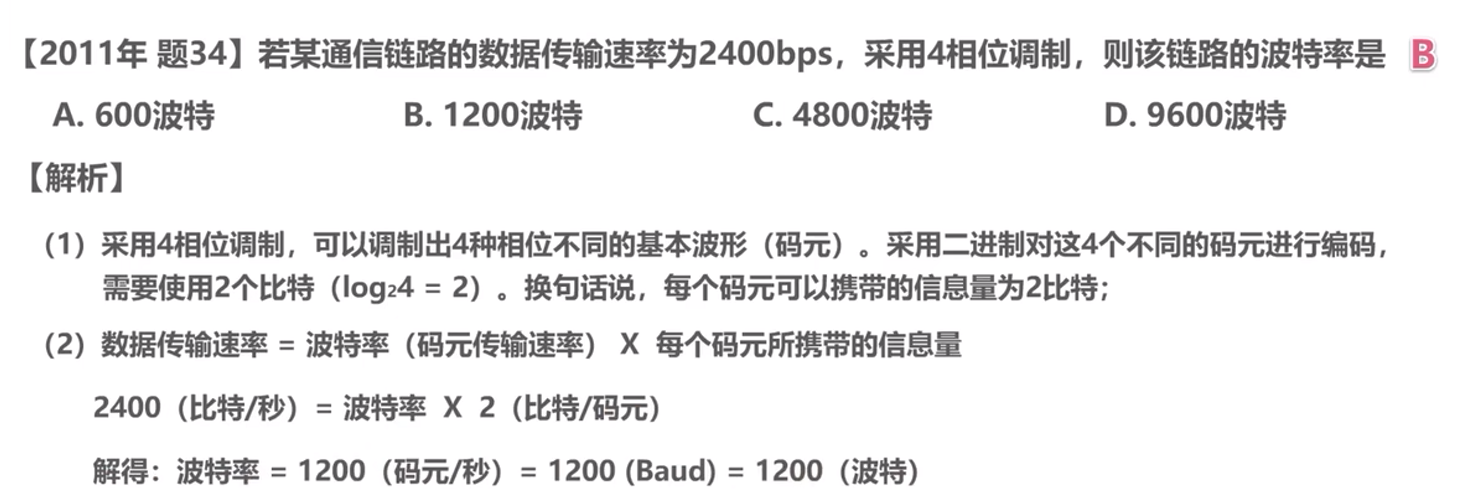 【2011年 题34】若某通信链路的数据传输速率为2400bps，采用4相位调制，则该链路的波特率是 B
A. 600波特 B. 1200波特 C. 4800波特 D. 9600波特
【解析】
（1）采用4相位调制，可以调制出4种相位不同的基本波形（码元）。采用二进制对这4个不同的码元进行编码，
需要使用2个比特（log₂4 = 2）。换句话说，每个码元可以携带的信息量为2比特；
（2）数据传输速率 = 波特率（码元传输速率） X 每个码元所携带的信息量
2400（比特/秒）= 波特率 X 2（比特/码元）
解得：波特率 = 1200（码元/秒）= 1200 (Baud) = 1200（波特）